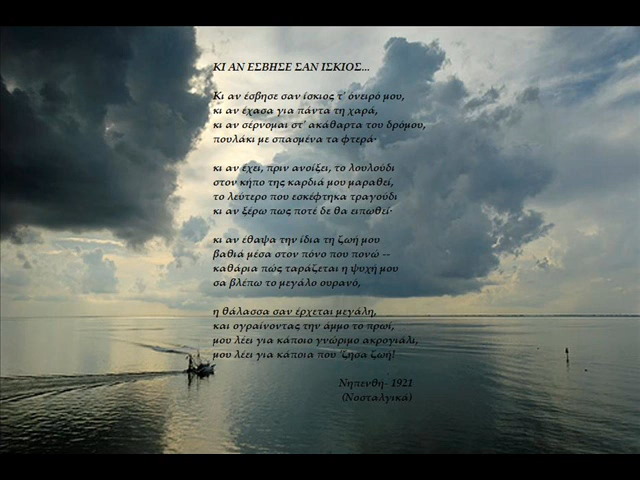 ΚΙ ΑΝ ΕΣΒΗΣΕ ΣΑΝ ΙΣΚΙΟΣ...
Κι αν έσβησε σαν ίσκιος τ' όνειρό μου,
κι αν έχασα για πάντα τη χαρά,
κι αν σέρνομαι στ' ακάθαρτα του δρόμου,
πουλάκι με σπασμένα τα φτερά·
κι αν έχει, πριν ανοίξει, το λουλούδι
στον κήπο της καρδιά μου μαραθεί,
το λεύτερο που εσκέφτηκα τραγούδι
κι αν ξέρω πως ποτέ δε θα ειπωθεί·
κι αν έθαψα την ίδια τη ζωή μου
βαθιά μέσα στον πόνο που πονώ --
καθάρια πώς ταράζεται η ψυχή μου
σα βλέπω το μεγάλο ουρανό,
η θάλασσα σαν έρχεται μεγάλη,
και ογραίνοντας την άμμο το πρωί,
μου λέει για κάποιο γνώριμο ακρογιάλι,
μου λέει για κάποια που 'ζησα ζωή!
Νηπενθή- 1921
(Νοσταλγικά)